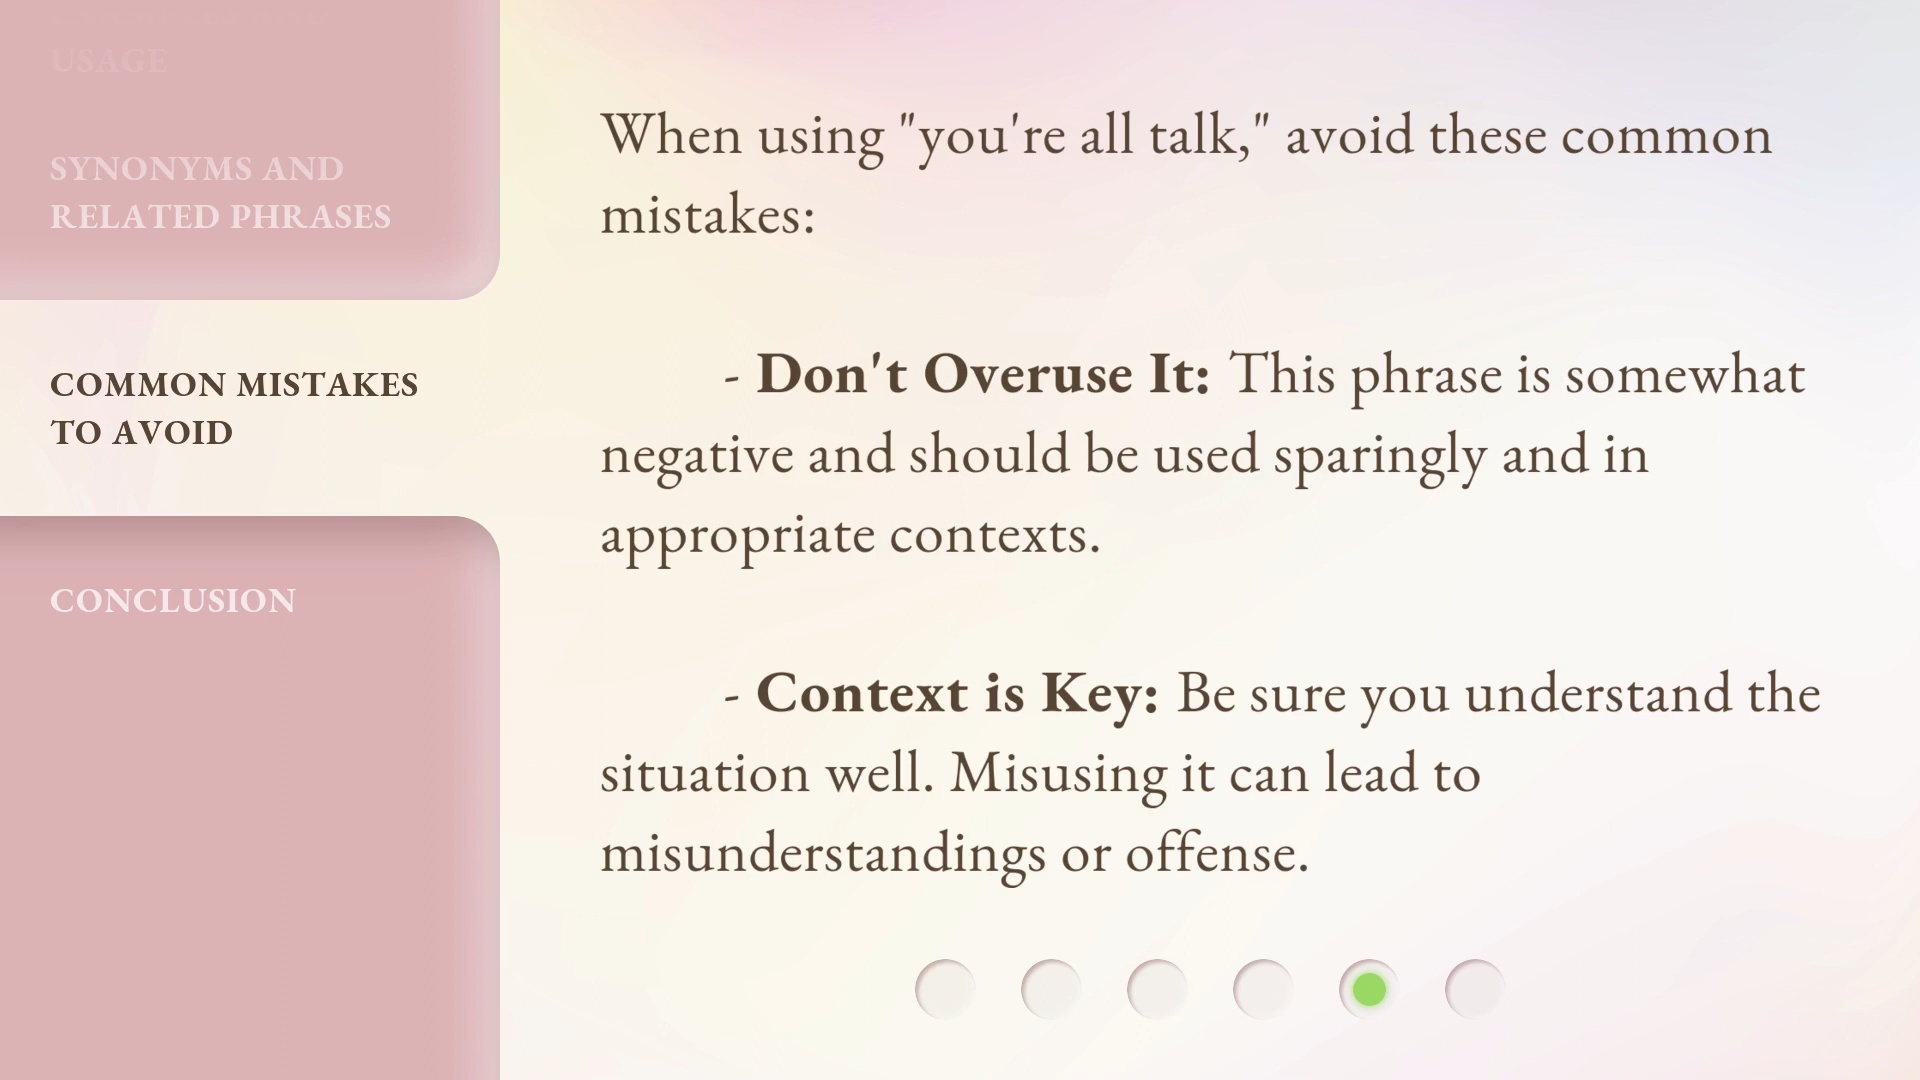 USAGE
SYNONYMS AND
RELATED PHRASES
COMMON MISTAKES
TO AVOID
CONCLUSION
When using "you're all talk," avoid these common
mistakes:
- Don't Overuse It: This phrase is somewhat
negative and should be used sparingly and in
appropriate contexts.
- Context is Key: Be sure you understand the
situation well. Misusing it can lead to
misunderstandings or offense.